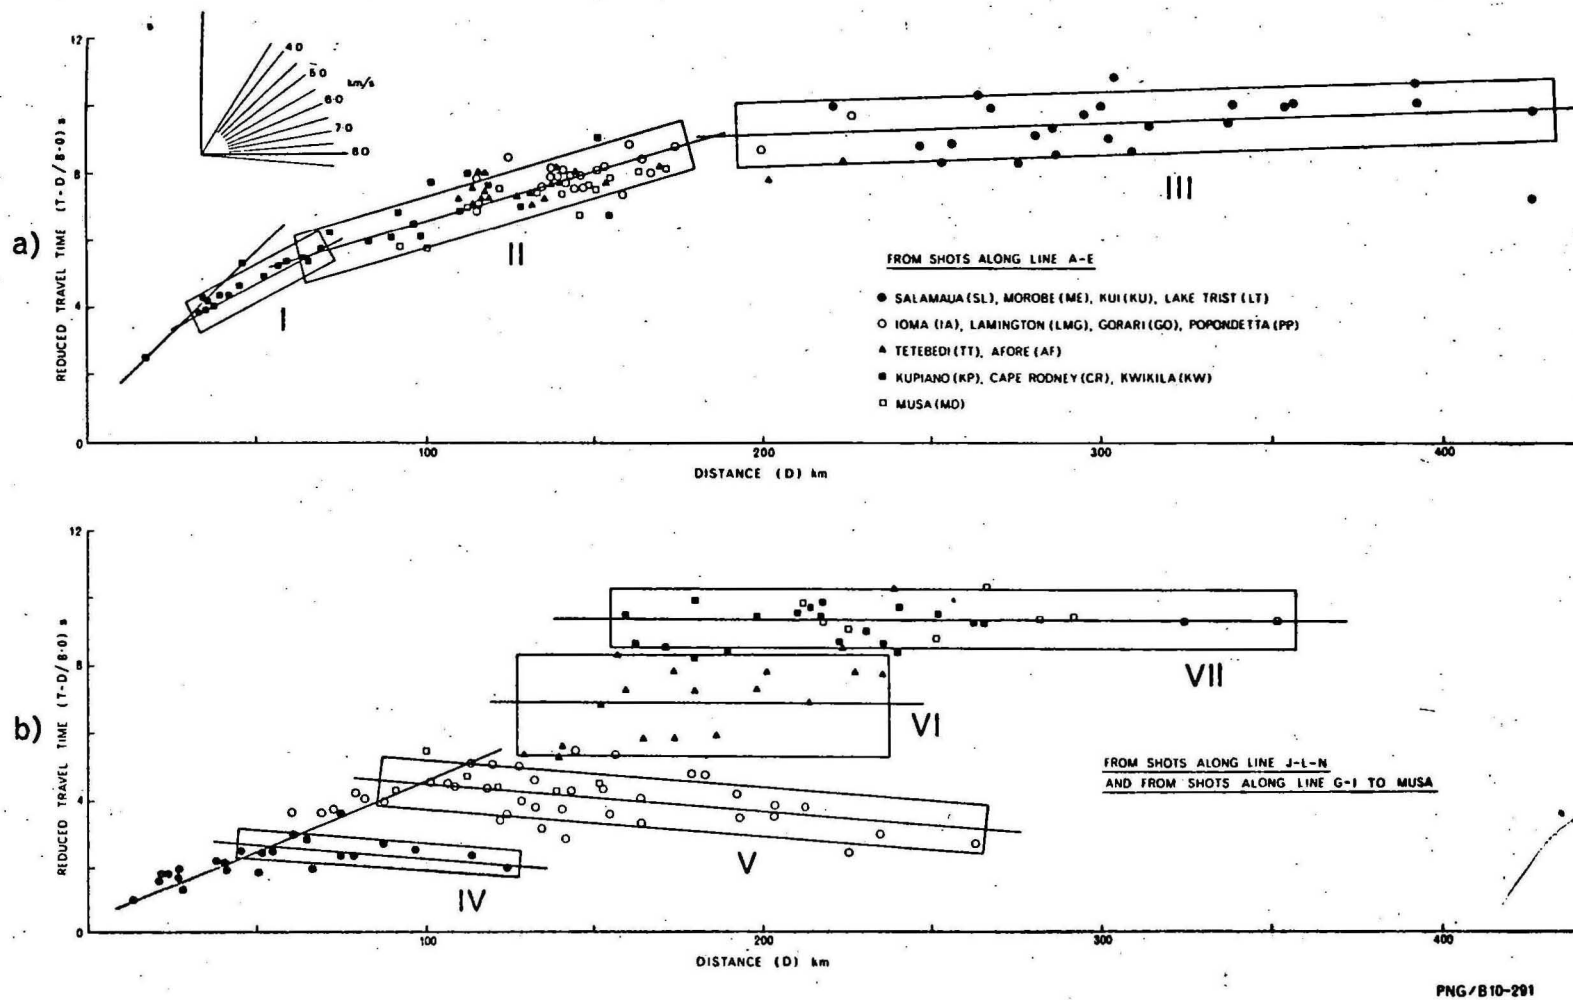 12
8
4
0
REDUCED TRAVEL TIME (T-D/8·0) s
4·0
5·0
km/s
6·0
7·0
8·0
a)
I
II
III
FROM SHOTS ALONG LINE A-E
SALAMAUA (SL), MOROBE (ME), KUI (KU), LAKE TRIST (LT)
IOMA (IA), LAMINGTON (LMG), GORARI (GO), POPONDETTA (PP)
TETEBEDI (TT), AFORE (AF)
KUPIANO (KP), CAPE RODNEY (CR), KWIKILA (KW)
MUSA (MO)
100
200
300
400
DISTANCE (D) km
12
8
4
0
REDUCED TRAVEL TIME (T-D/8·0) s
b)
IV
V
VI
VII
FROM SHOTS ALONG LINE J-L-N
AND FROM SHOTS ALONG LINE G-I TO MUSA
100
200
300
400
DISTANCE (D) km
PNG/B10-291